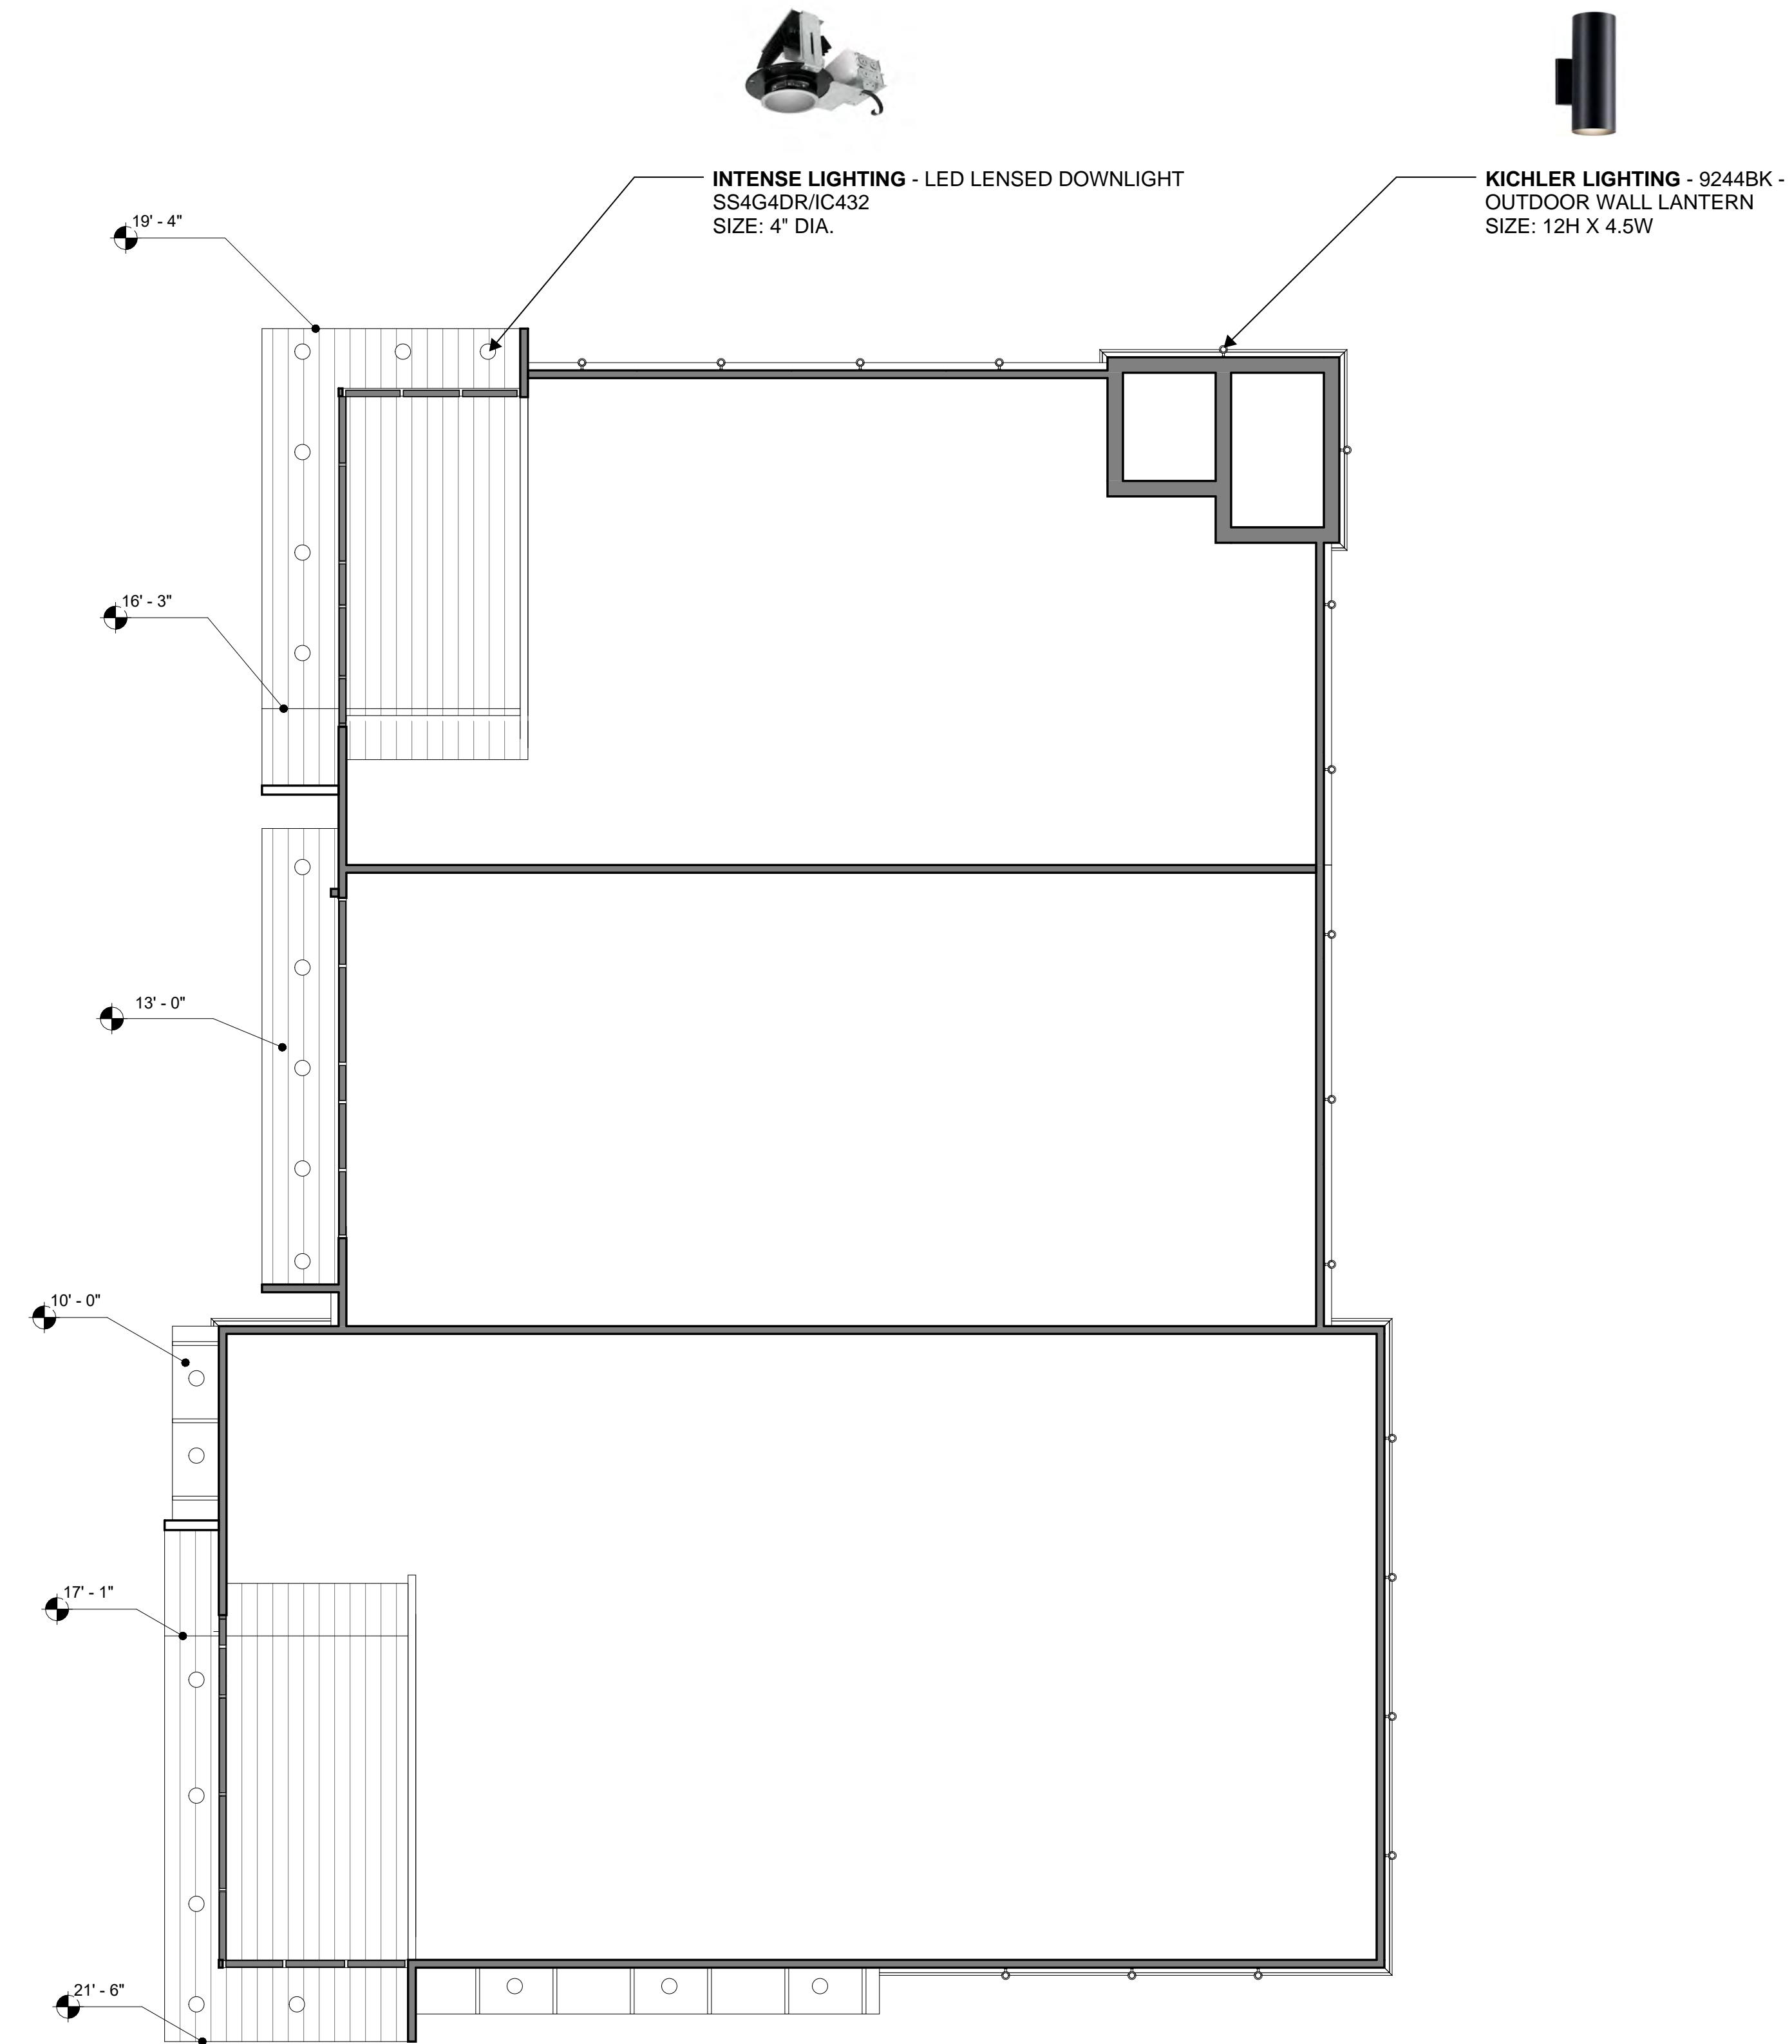 INTENSE LIGHTING - LED LENSED DOWNLIGHT
SS4G4DR/IC432
SIZE: 4" DIA.
KICHLER LIGHTING - 9244BK -
OUTDOOR WALL LANTERN
SIZE: 12H X 4.5W
19' - 4"
16' - 3"
13' - 0"
10' - 0"
17' - 1"
21' - 6"